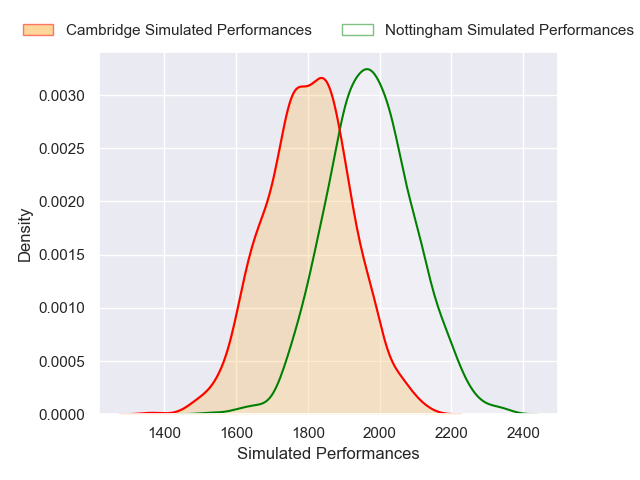 Cambridge Simulated Performances
Nottingham Simulated Performances
Density
0.0030
0.0025
0.0020
0.0015
0.0010
0.0005
0.0000
1400 1600 1800 2000 2200 2400
Simulated Performances